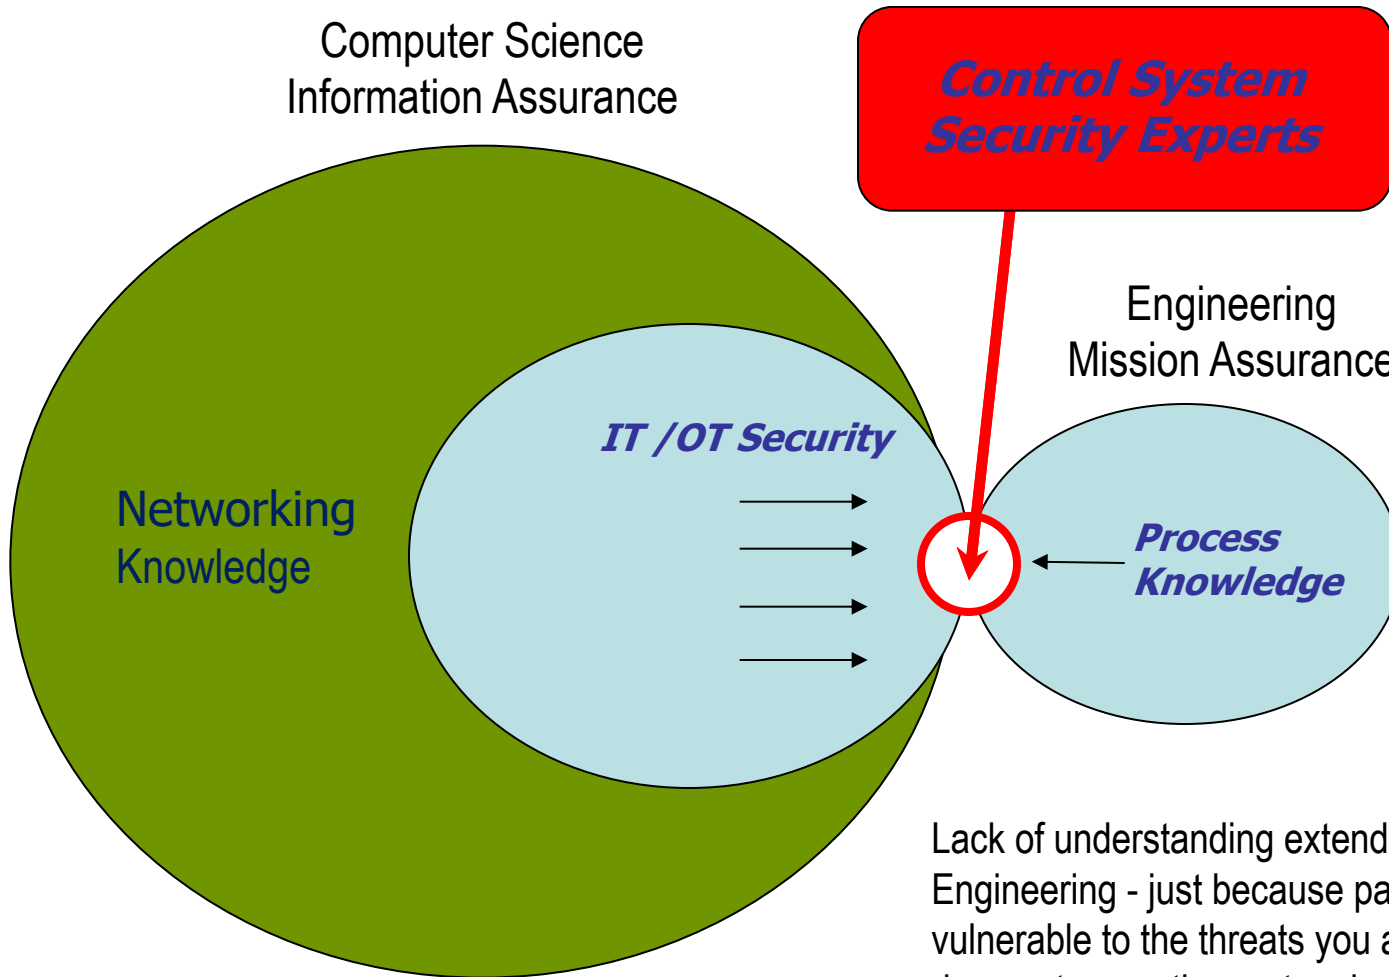 Computer Science
Information Assurance
Control System
Security Experts
Engineering
Mission Assurance
IT /OT Security
Networking
Knowledge
Process
Knowledge
Lack of understanding extend
Engineering - just because pa
vulnerable to the threats you a